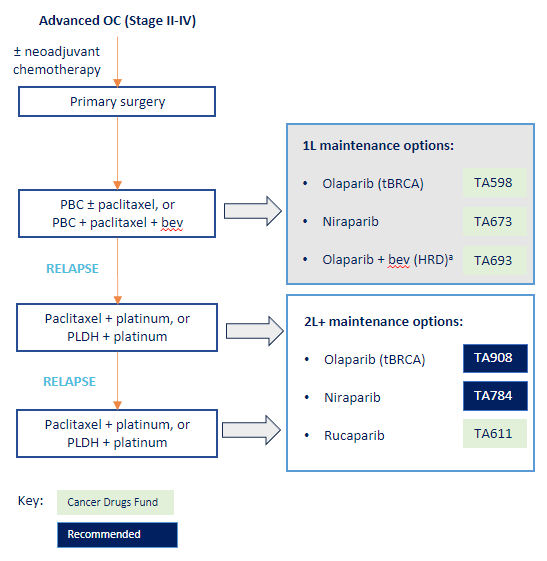 Advanced OC (Stage II-IV)
± neoadjuvant
chemotherapy
Primary surgery
PBC ± paclitaxel, or
PBC + paclitaxel + bev
1L maintenance options:
• Olaparib (tBRCA) TA598
• Niraparib TA673
• Olaparib + bev (HRD)ᵃ TA693
RELAPSE
Paclitaxel + platinum, or
PLDH + platinum
2L+ maintenance options:
• Olaparib (tBRCA) TA908
• Niraparib TA784
• Rucaparib TA611
RELAPSE
Paclitaxel + platinum, or
PLDH + platinum
Key: Cancer Drugs Fund
Recommended